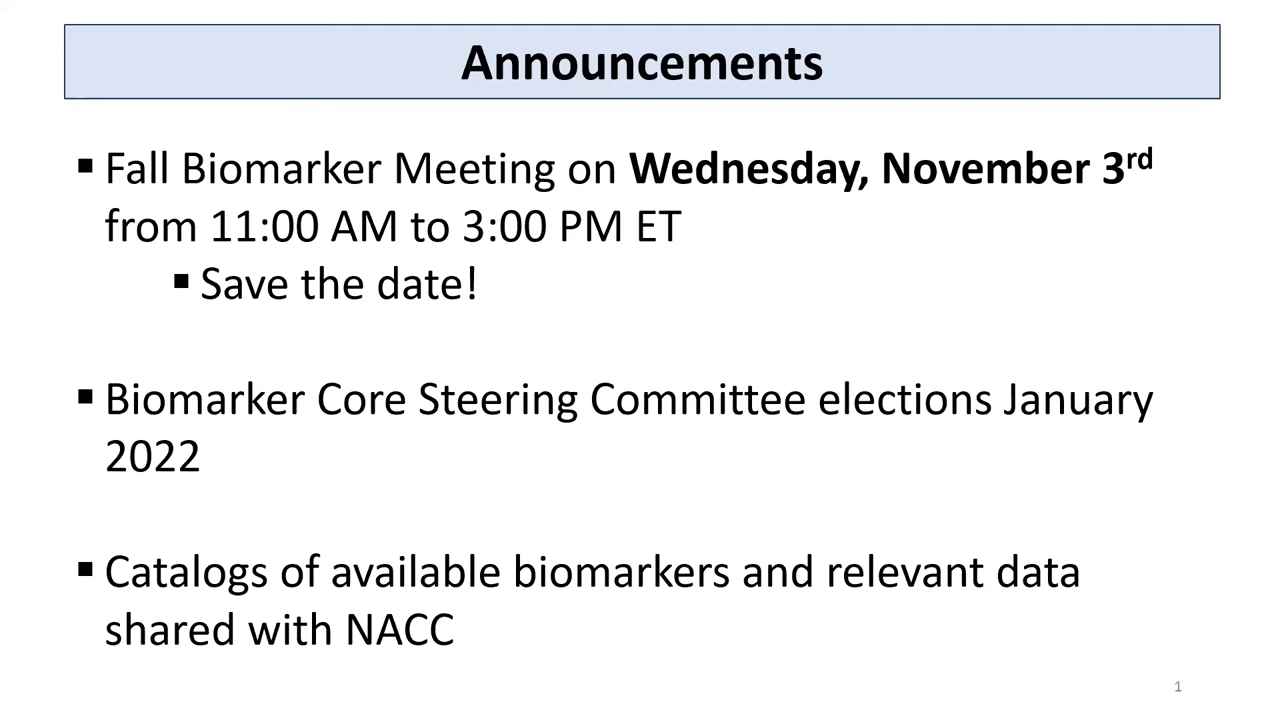 Announcements
▪ Fall Biomarker Meeting on Wednesday, November 3rd
from 11:00 AM to 3:00 PM ET
▪ Save the date!
▪ Biomarker Core Steering Committee elections January
2022
▪ Catalogs of available biomarkers and relevant data
shared with NACC
1